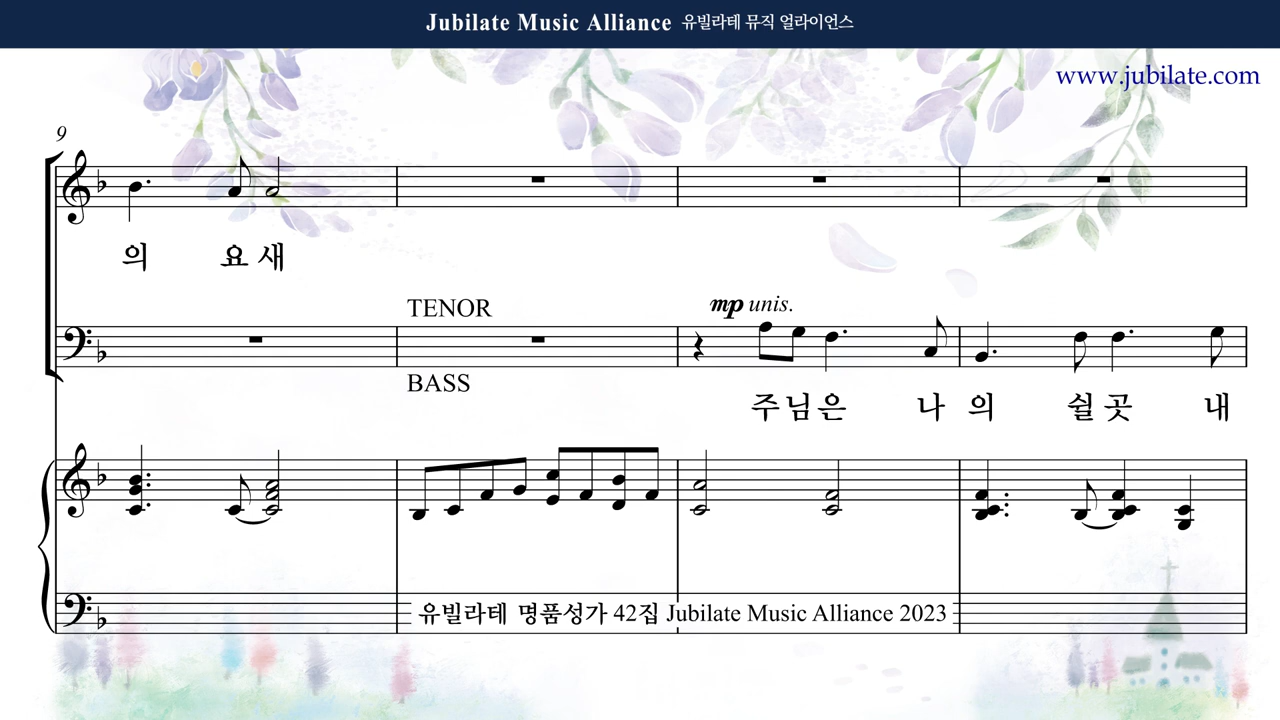 Jubilate Music Alliance 유빌라테 뮤직 얼라이언스
www.jubilate.com
9
의 요 새
TENOR
mp unis.
BASS
주 님 은 나 의 쉴 곳 내
유빌라테 명품성가 42집 Jubilate Music Alliance 2023